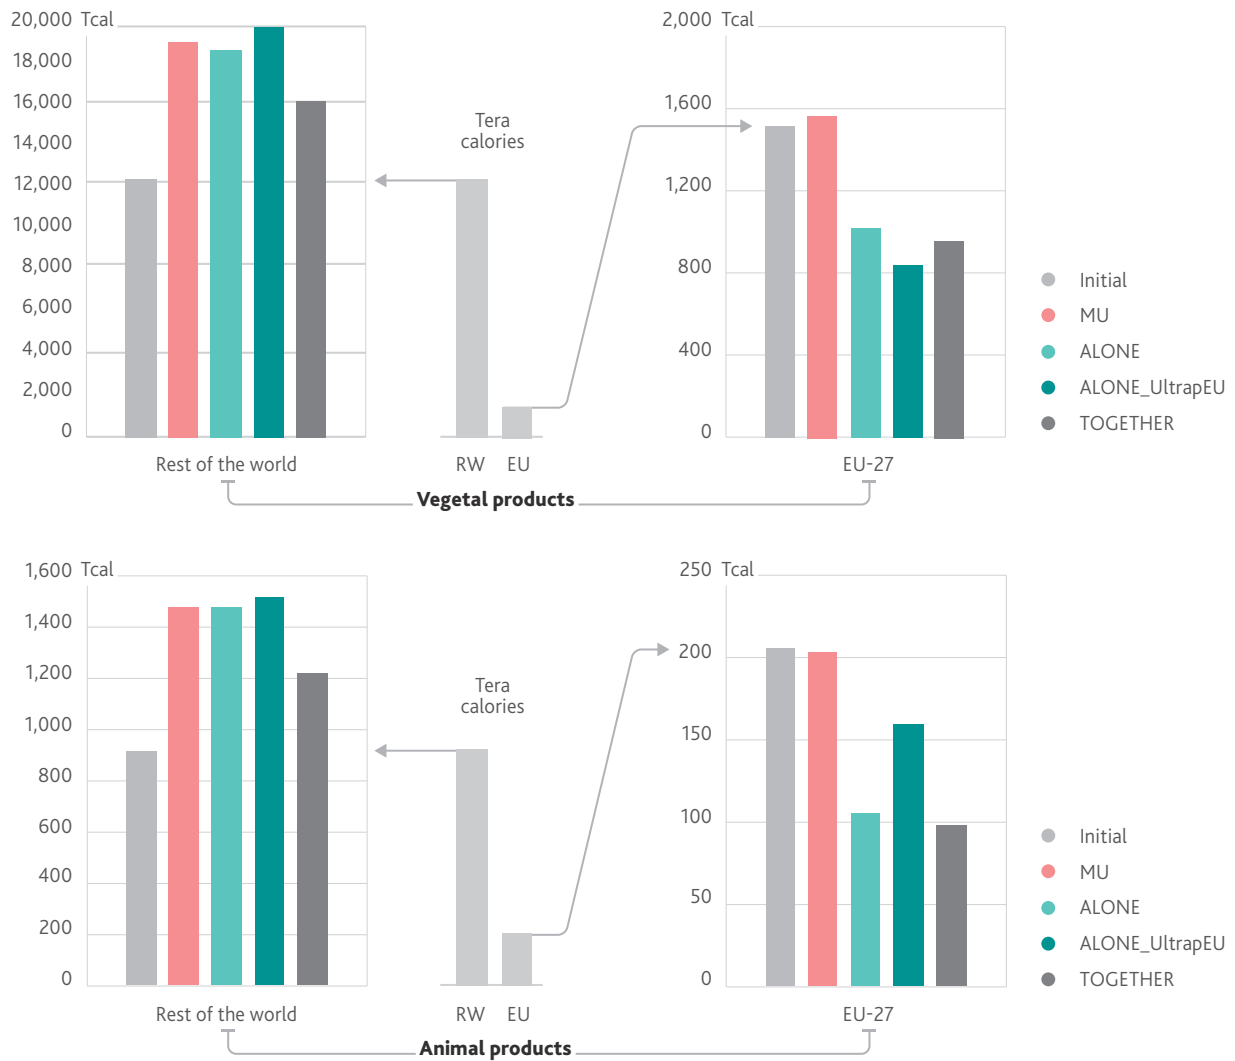 20,000 Tcal
18,000
16,000
14,000
12,000
10,000
8,000
6,000
4,000
2,000
0
Rest of the world
Tera
calories
RW EU
2,000 Tcal
1,600
1,200
800
400
0
EU-27
Initial
MU
ALONE
ALONE_UltrapEU
TOGETHER
Vegetal products
1,600 Tcal
1,400
1,200
1,000
800
600
400
200
0
Rest of the world
Tera
calories
RW EU
250 Tcal
200
150
100
50
0
EU-27
Initial
MU
ALONE
ALONE_UltrapEU
TOGETHER
Animal products